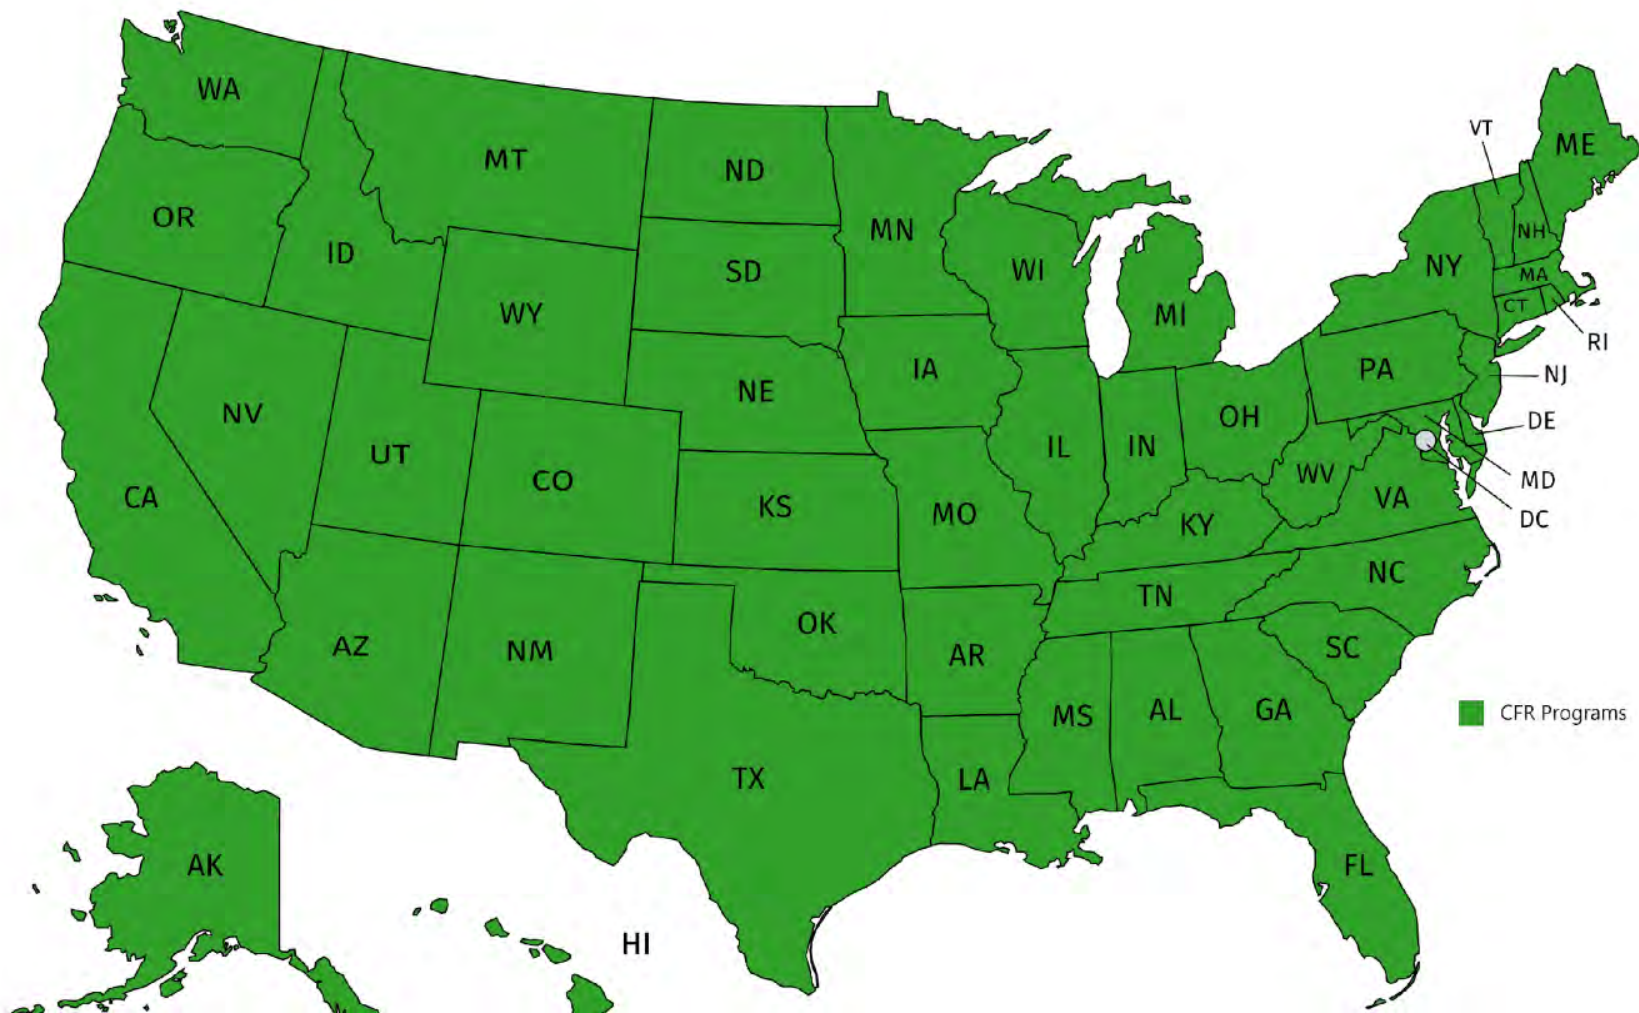 WA
MT
ND
VT
ME
OR
ID
MN
NH
SD
WI
NY
MA
WY
MI
CT
RI
IA
PA
NJ
NE
NV
OH
DE
UT
IL
IN
CO
WV
MD
CA
KS
VA
MO
KY
DC
NC
TN
OK
AZ
NM
AR
SC
MS
AL
GA
CFR Programs
TX
LA
AK
FL
HI